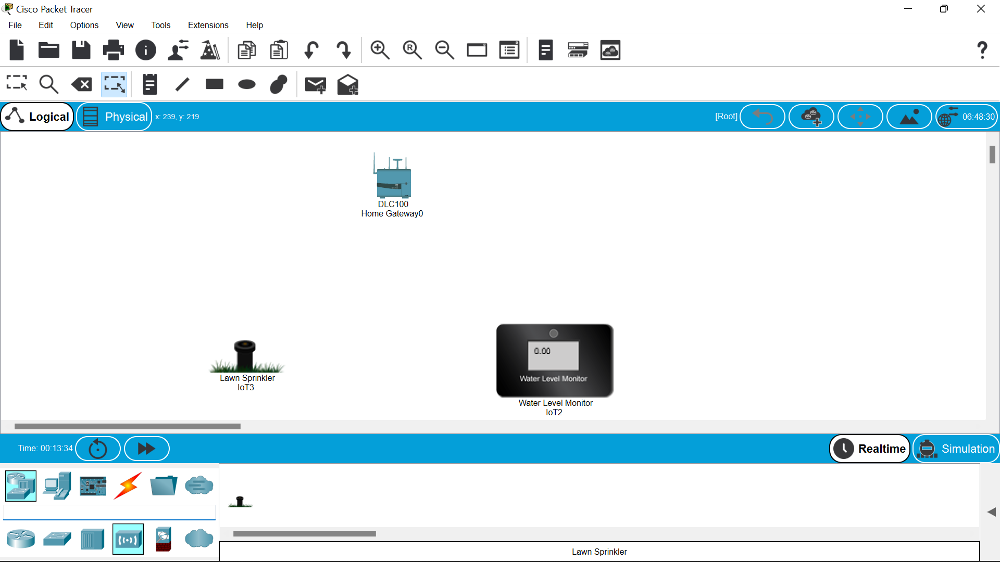 Cisco Packet Tracer
File Edit Options View Tools Extensions Help
R
?
Logical Physical x: 239, y: 219 [Root] 06:48:30
DLC100
Home Gateway0
0.00
Water Level Monitor
Lawn Sprinkler
IoT3
Water Level Monitor
IoT2
Time: 00:13:34 Realtime Simulation
Lawn Sprinkler